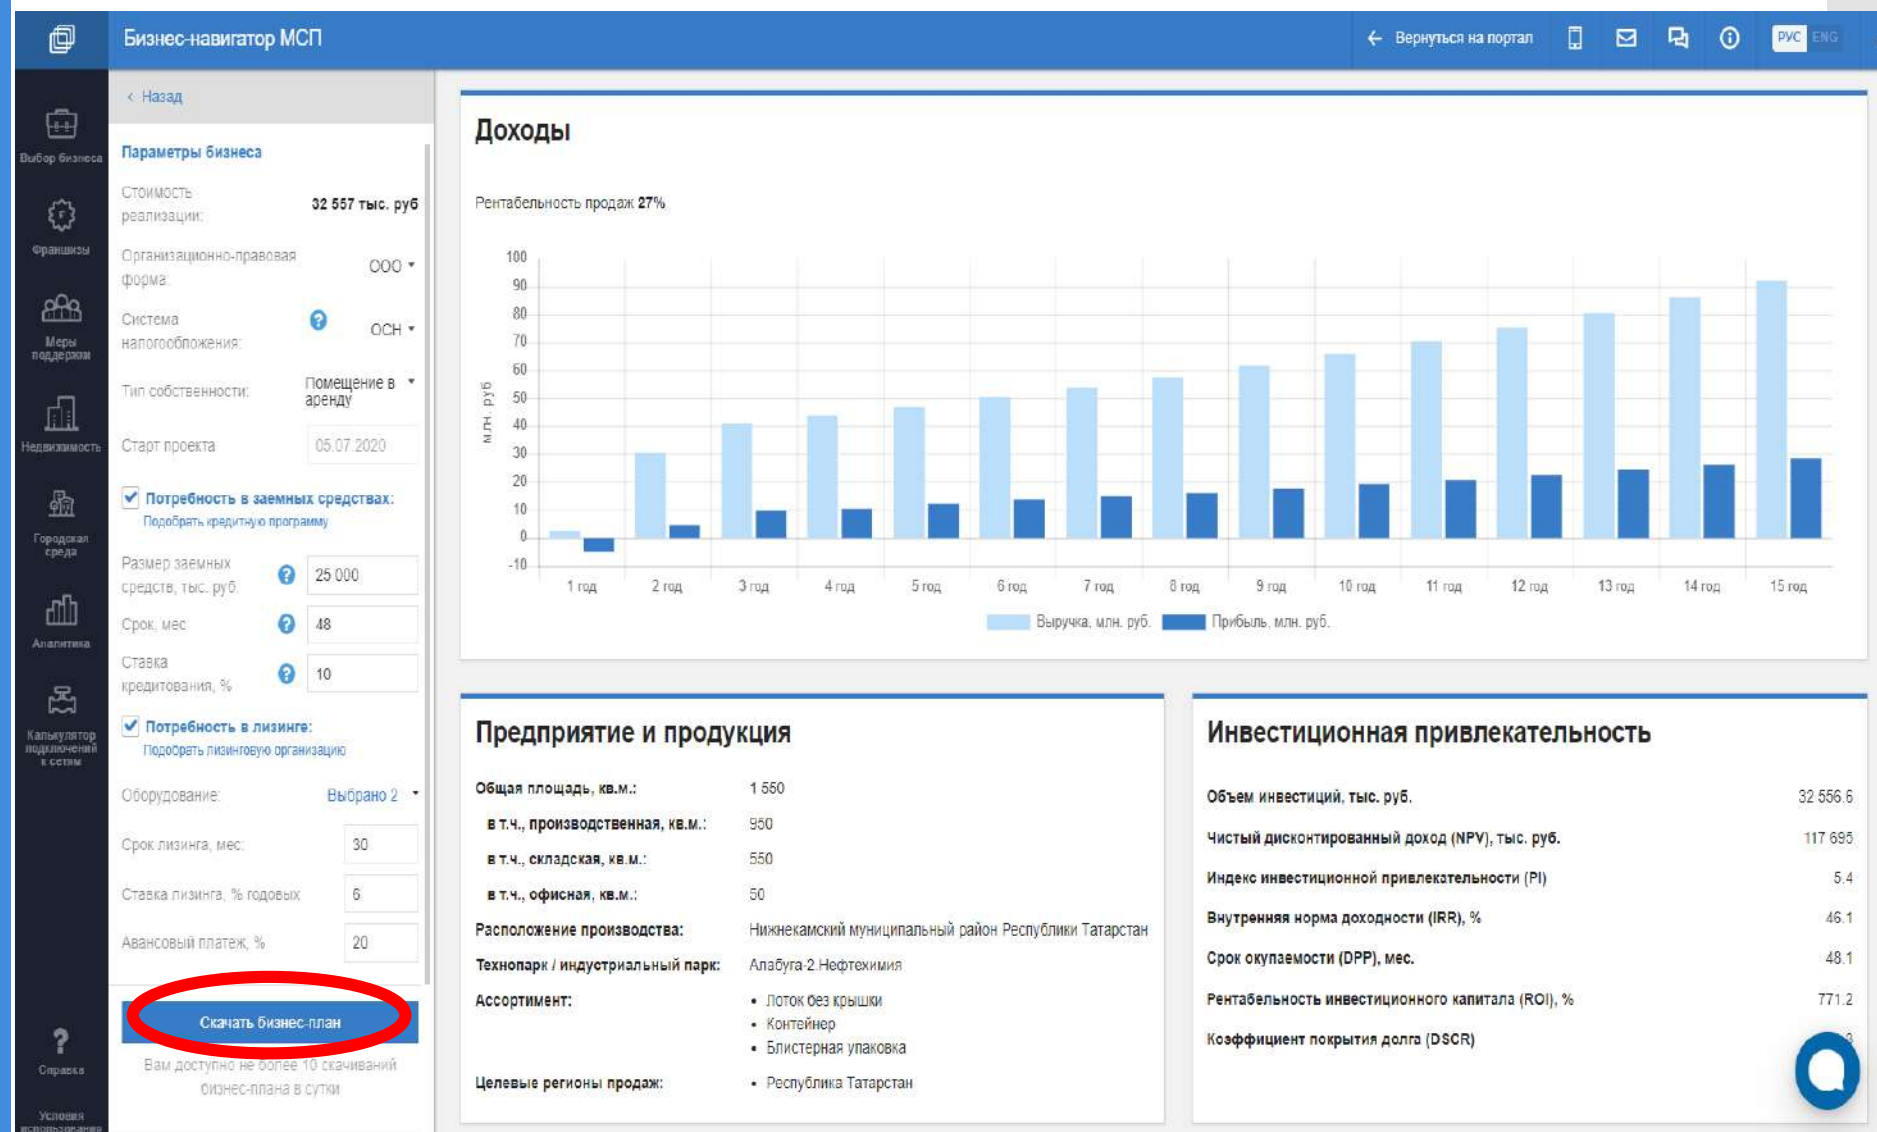 Бизнес-навигатор МСП
← Вернуться на портал
РУС ENG
Выбор бизнеса
Франшизы
Меры
поддержки
Недвижимость
Городская
среда
Аналитика
Калькулятор
подключений
к сетям
Справка
Условия
использования
< Назад
Параметры бизнеса
Стоимость
реализации:
32 557 тыс. руб
Организационно-правовая
форма:
ООО
Система
налогообложения:
ОСН
Тип собственности:
Помещение в
аренду
Старт проекта
05.07.2020
Потребность в заемных средствах:
Подобрать кредитную программу
Размер заемных
средств, тыс. руб.
25 000
Срок, мес
48
Ставка
кредитования, %
10
Потребность в лизинге:
Подобрать лизинговую организацию
Оборудование:
Выбрано 2
Срок лизинга, мес:
30
Ставка лизинга, % годовых
6
Авансовый платеж, %
20
Скачать бизнес-план
Вам доступно не более 10 скачиваний
бизнес-плана в сутки
Доходы
Рентабельность продаж 27%
млн. руб
100
90
80
70
60
50
40
30
20
10
0
-10
1 год 2 год 3 год 4 год 5 год 6 год 7 год 8 год 9 год 10 год 11 год 12 год 13 год 14 год 15 год
Выручка, млн. руб. Прибыль, млн. руб.
Предприятие и продукция
Общая площадь, кв.м.: 1 550
в т.ч., производственная, кв.м.: 950
в т.ч., складская, кв.м.: 550
в т.ч., офисная, кв.м.: 50
Расположение производства: Нижнекамский муниципальный район Республики Татарстан
Технопарк / индустриальный парк: Алабуга-2.Нефтехимия
Ассортимент: • Лоток без крышки
• Контейнер
• Блистерная упаковка
Целевые регионы продаж: • Республика Татарстан
Инвестиционная привлекательность
Объем инвестиций, тыс. руб. 32 556.6
Чистый дисконтированный доход (NPV), тыс. руб. 117 695
Индекс инвестиционной привлекательности (PI) 5.4
Внутренняя норма доходности (IRR), % 46.1
Срок окупаемости (DPP), мес. 48.1
Рентабельность инвестиционного капитала (ROI), % 771.2
Коэффициент покрытия долга (DSCR)